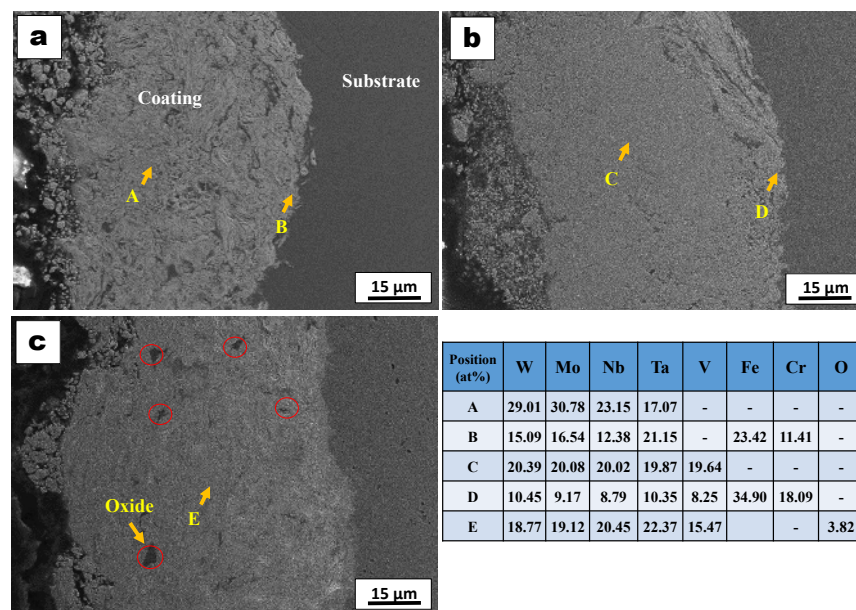 a
Coating
Substrate
A
B
15 µm
b
C
D
15 µm
c
Oxide
E
15 µm
Position (at%) W Mo Nb Ta V Fe Cr O
A 29.01 30.78 23.15 17.07 - - - -
B 15.09 16.54 12.38 21.15 - 23.42 11.41 -
C 20.39 20.08 20.02 19.87 19.64 - - -
D 10.45 9.17 8.79 10.35 8.25 34.90 18.09 -
E 18.77 19.12 20.45 22.37 15.47 - 3.82